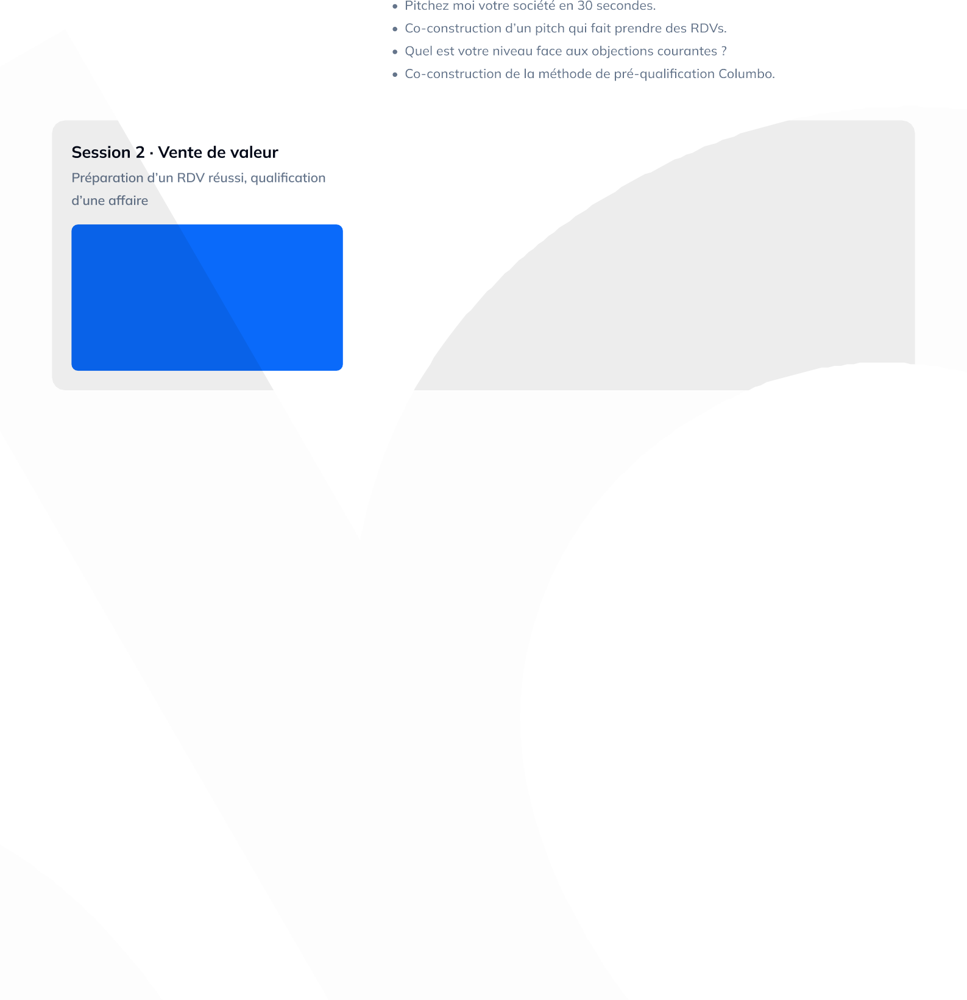 • Pitchez moi votre société en 30 secondes.
• Co-construction d’un pitch qui fait prendre des RDVs.
• Quel est votre niveau face aux objections courantes ?
• Co-construction de la méthode de pré-qualification Columbo.
Session 2 · Vente de valeur
Préparation d’un RDV réussi, qualification
d’une affaire